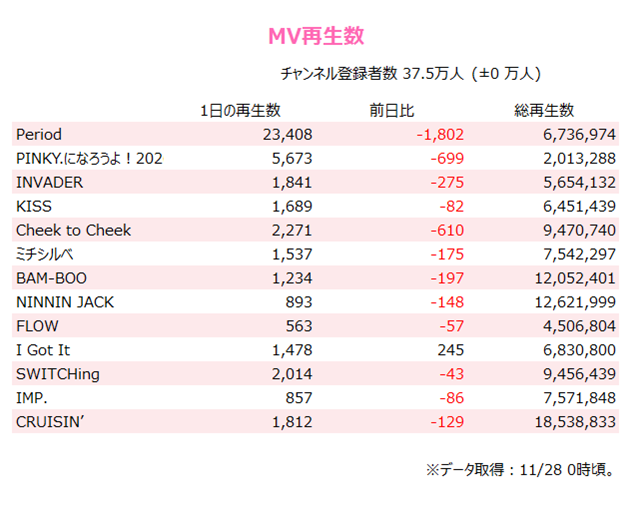 MV再生数
チャンネル登録者数 37.5万人 (±0 万人)
1日の再生数 前日比 総再生数
Period 23,408 -1,802 6,736,974
PINKY.になろうよ！202 5,673 -699 2,013,288
INVADER 1,841 -275 5,654,132
KISS 1,689 -82 6,451,439
Cheek to Cheek 2,271 -610 9,470,740
ミチシルベ 1,537 -175 7,542,297
BAM-BOO 1,234 -197 12,052,401
NINNIN JACK 893 -148 12,621,999
FLOW 563 -57 4,506,804
I Got It 1,478 245 6,830,800
SWITCHing 2,014 -43 9,456,439
IMP. 857 -86 7,571,848
CRUISIN’ 1,812 -129 18,538,833
※データ取得：11/28 0時頃。